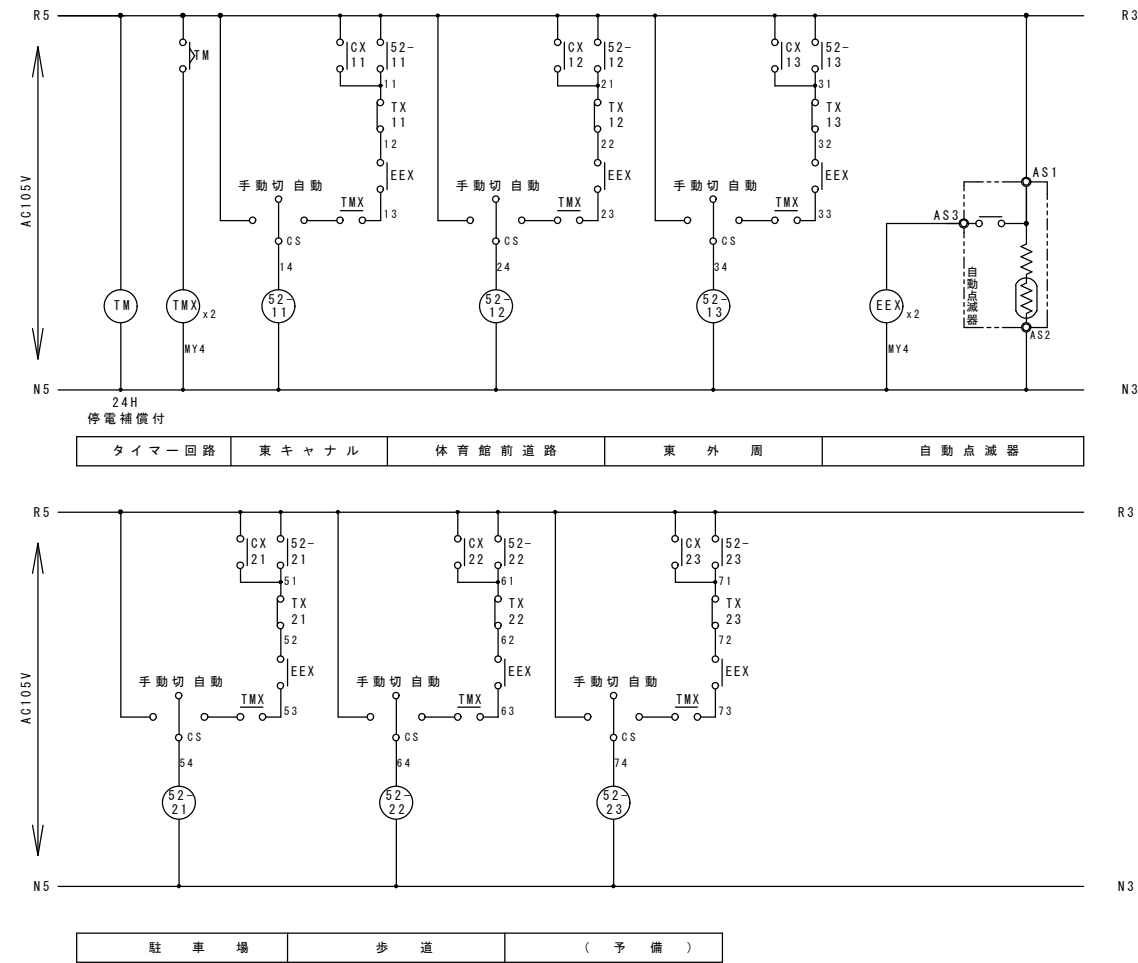 R5
R3
TM
CX
11
52-
11
CX
12
52-
12
CX
13
52-
13
11
21
31
TX
11
TX
12
TX
13
12
22
32
AC105V
EEX
EEX
EEX
AS1
手動切 自動
手動切 自動
手動切 自動
TMX
TMX
TMX
13
23
33
AS3
CS
CS
CS
14
24
34
自動点滅器
TM
TMX
x2
52-
11
52-
12
52-
13
EEX
x2
AS2
MY4
MY4
N5
N3
24H
停電補償付
タイマー回路 東キャナル 体育館前道路 東外周 自動点滅器
R5
R3
CX
21
52-
21
CX
22
52-
22
CX
23
52-
23
51
61
71
TX
21
TX
22
TX
23
52
62
72
AC105V
EEX
EEX
EEX
手動切 自動
手動切 自動
手動切 自動
TMX
TMX
TMX
53
63
73
CS
CS
CS
54
64
74
52-
21
52-
22
52-
23
N5
N3
駐車場 歩道 (予備)